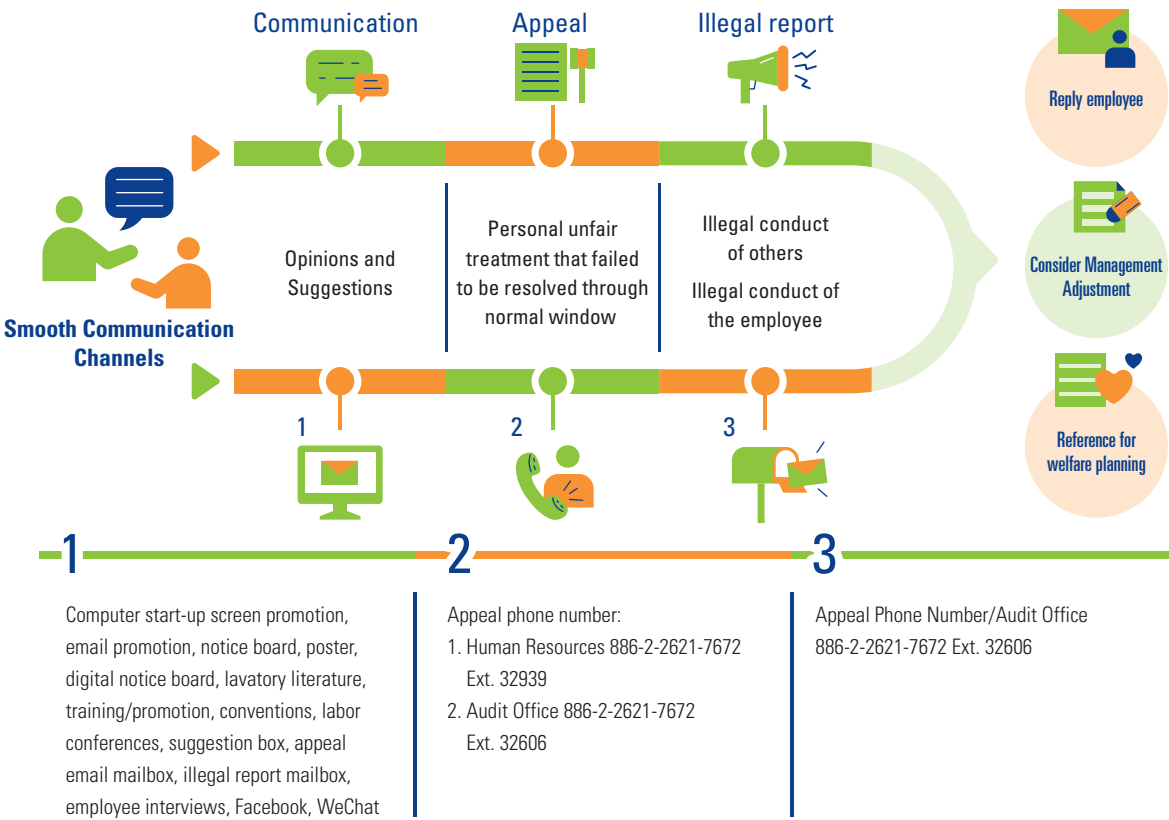 Communication
Appeal
Illegal report
Reply employee
Smooth Communication
Channels
Opinions and
Suggestions
Personal unfair
treatment that failed
to be resolved through
normal window
Illegal conduct
of others
Illegal conduct of
the employee
Consider Management
Adjustment
Reference for
welfare planning
1
2
3
1
Computer start-up screen promotion,
email promotion, notice board, poster,
digital notice board, lavatory literature,
training/promotion, conventions, labor
conferences, suggestion box, appeal
email mailbox, illegal report mailbox,
employee interviews, Facebook, WeChat
2
Appeal phone number:
1. Human Resources 886-2-2621-7672
Ext. 32939
2. Audit Office 886-2-2621-7672
Ext. 32606
3
Appeal Phone Number/Audit Office
886-2-2621-7672 Ext. 32606